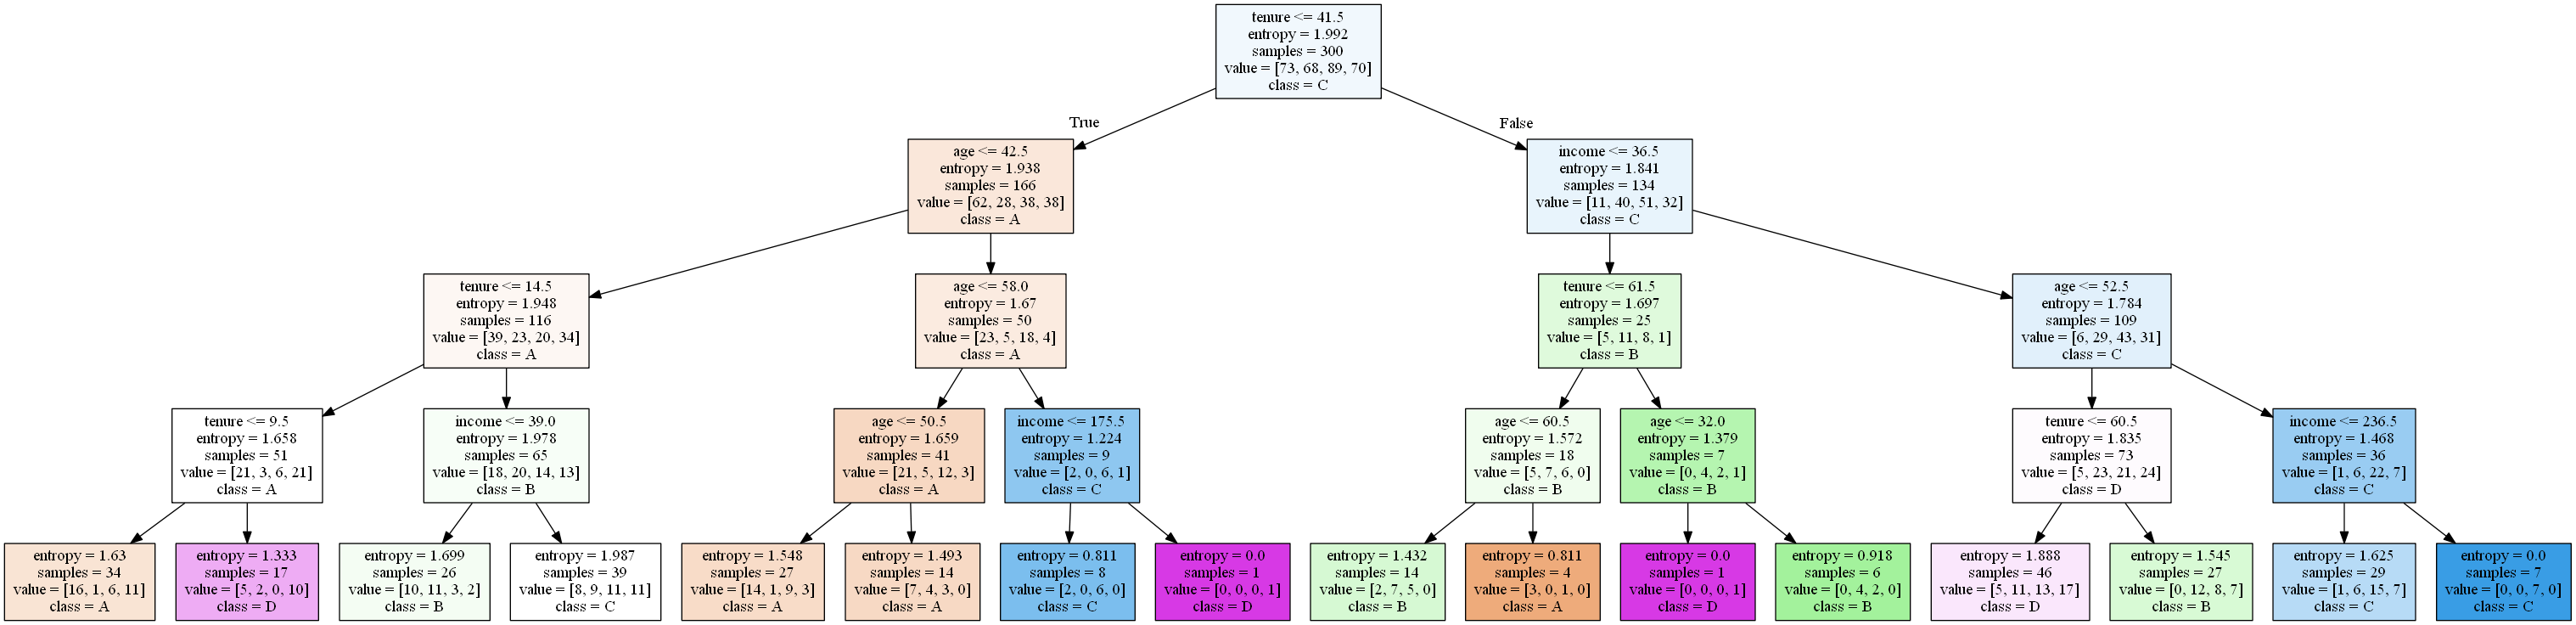 tenure <= 41.5
entropy = 1.992
samples = 300
value = [73, 68, 89, 70]
class = C
True
False
age <= 42.5
entropy = 1.938
samples = 166
value = [62, 28, 38, 38]
class = A
income <= 36.5
entropy = 1.841
samples = 134
value = [11, 40, 51, 32]
class = C
tenure <= 14.5
entropy = 1.948
samples = 116
value = [39, 23, 20, 34]
class = A
age <= 58.0
entropy = 1.67
samples = 50
value = [23, 5, 18, 4]
class = A
tenure <= 61.5
entropy = 1.697
samples = 25
value = [5, 11, 8, 1]
class = B
age <= 52.5
entropy = 1.784
samples = 109
value = [6, 29, 43, 31]
class = C
tenure <= 9.5
entropy = 1.658
samples = 51
value = [21, 3, 6, 21]
class = A
income <= 39.0
entropy = 1.978
samples = 65
value = [18, 20, 14, 13]
class = B
age <= 50.5
entropy = 1.659
samples = 41
value = [21, 5, 12, 3]
class = A
income <= 175.5
entropy = 1.224
samples = 9
value = [2, 0, 6, 1]
class = C
age <= 60.5
entropy = 1.572
samples = 18
value = [5, 7, 6, 0]
class = B
age <= 32.0
entropy = 1.379
samples = 7
value = [0, 4, 2, 1]
class = B
tenure <= 60.5
entropy = 1.835
samples = 73
value = [5, 23, 21, 24]
class = D
income <= 236.5
entropy = 1.468
samples = 36
value = [1, 6, 22, 7]
class = C
entropy = 1.63
samples = 34
value = [16, 1, 6, 11]
class = A
entropy = 1.333
samples = 17
value = [5, 2, 0, 10]
class = D
entropy = 1.699
samples = 26
value = [10, 11, 3, 2]
class = B
entropy = 1.987
samples = 39
value = [8, 9, 11, 11]
class = C
entropy = 1.548
samples = 27
value = [14, 1, 9, 3]
class = A
entropy = 1.493
samples = 14
value = [7, 4, 3, 0]
class = A
entropy = 0.811
samples = 8
value = [2, 0, 6, 0]
class = C
entropy = 0.0
samples = 1
value = [0, 0, 0, 1]
class = D
entropy = 1.432
samples = 14
value = [2, 7, 5, 0]
class = B
entropy = 0.811
samples = 4
value = [3, 0, 1, 0]
class = A
entropy = 0.0
samples = 1
value = [0, 0, 0, 1]
class = D
entropy = 0.918
samples = 6
value = [0, 4, 2, 0]
class = B
entropy = 1.888
samples = 46
value = [5, 11, 13, 17]
class = D
entropy = 1.545
samples = 27
value = [0, 12, 8, 7]
class = B
entropy = 1.625
samples = 29
value = [1, 6, 15, 7]
class = C
entropy = 0.0
samples = 7
value = [0, 0, 7, 0]
class = C